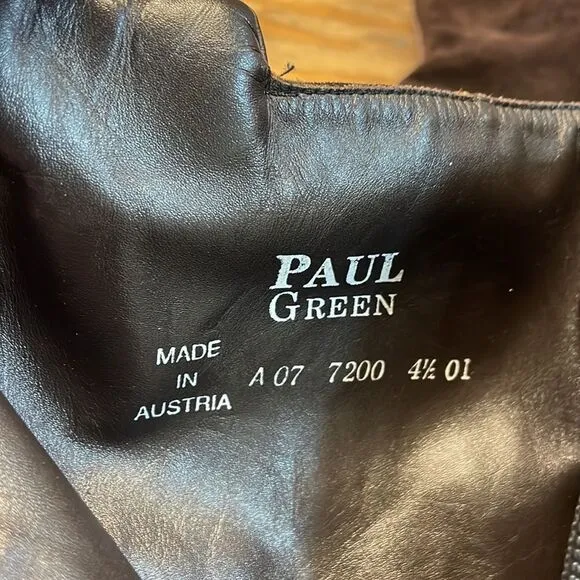 PAUL
GREEN
MADE
IN
AUSTRIA
A 07 7200 4½ 01